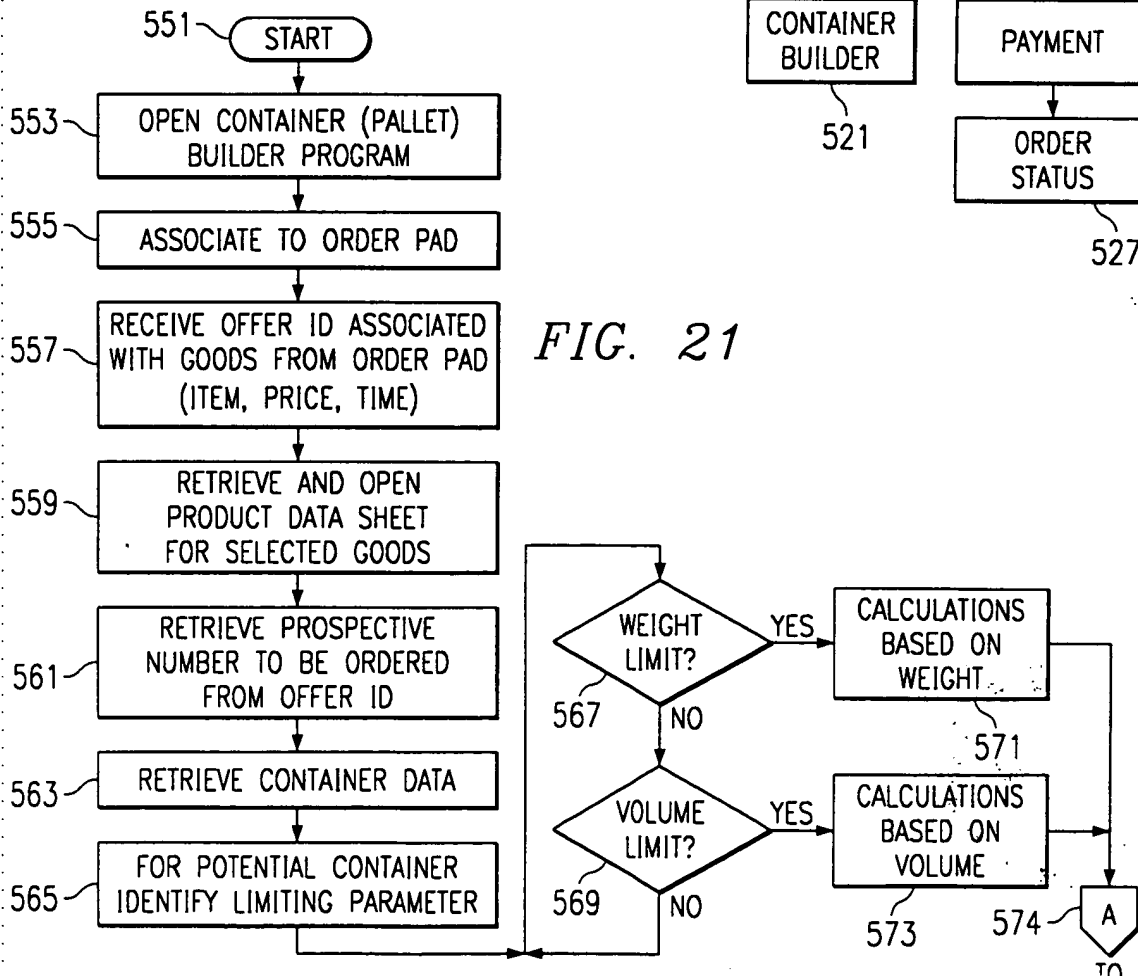 551
START
553
OPEN CONTAINER (PALLET)
BUILDER PROGRAM
555
ASSOCIATE TO ORDER PAD
557
RECEIVE OFFER ID ASSOCIATED
WITH GOODS FROM ORDER PAD
(ITEM, PRICE, TIME)
559
RETRIEVE AND OPEN
PRODUCT DATA SHEET
FOR SELECTED GOODS
561
RETRIEVE PROSPECTIVE
NUMBER TO BE ORDERED
FROM OFFER ID
563
RETRIEVE CONTAINER DATA
565
FOR POTENTIAL CONTAINER
IDENTIFY LIMITING PARAMETER
CONTAINER
BUILDER
521
PAYMENT
ORDER
STATUS
527
FIG. 21
WEIGHT
LIMIT?
567
YES
NO
CALCULATIONS
BASED ON
WEIGHT
571
VOLUME
LIMIT?
569
YES
NO
CALCULATIONS
BASED ON
VOLUME
573
574
A
TO